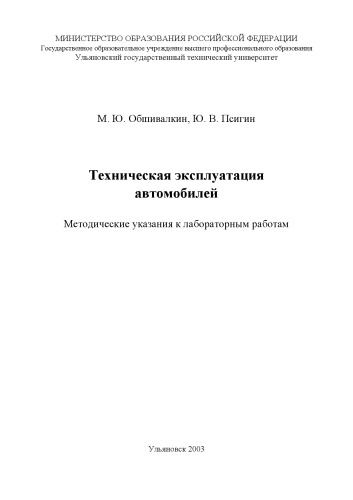 МИНИСТЕРСТВО ОБРАЗОВАНИЯ РОССИЙСКОЙ ФЕДЕРАЦИИ
Государственное образовательное учреждение высшего профессионального образования
Ульяновский государственный технический университет
М. Ю. Обшивалкин, Ю. В. Псигин
Техническая эксплуатация
автомобилей
Методические указания к лабораторным работам
Ульяновск 2003